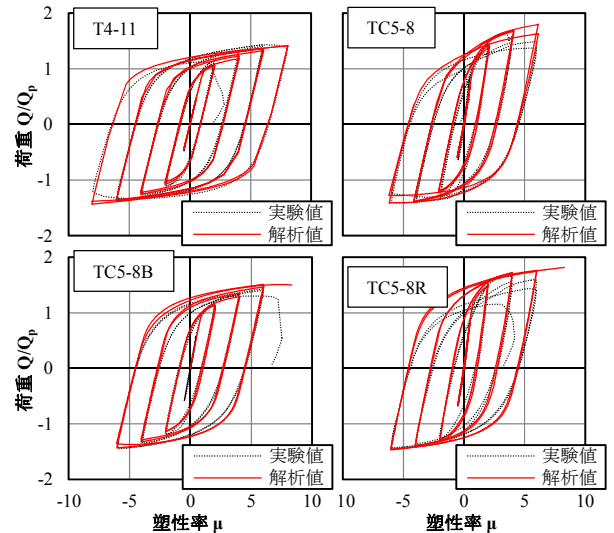 T4-11
TC5-8
荷重 Q/Qp
2
1
0
-1
-2
実験値
解析値
実験値
解析値
TC5-8B
TC5-8R
荷重 Q/Qp
2
1
0
-1
-2
実験値
解析値
実験値
解析値
-10 -5 0 5 10
-10 -5 0 5 10
塑性率 μ
塑性率 μ